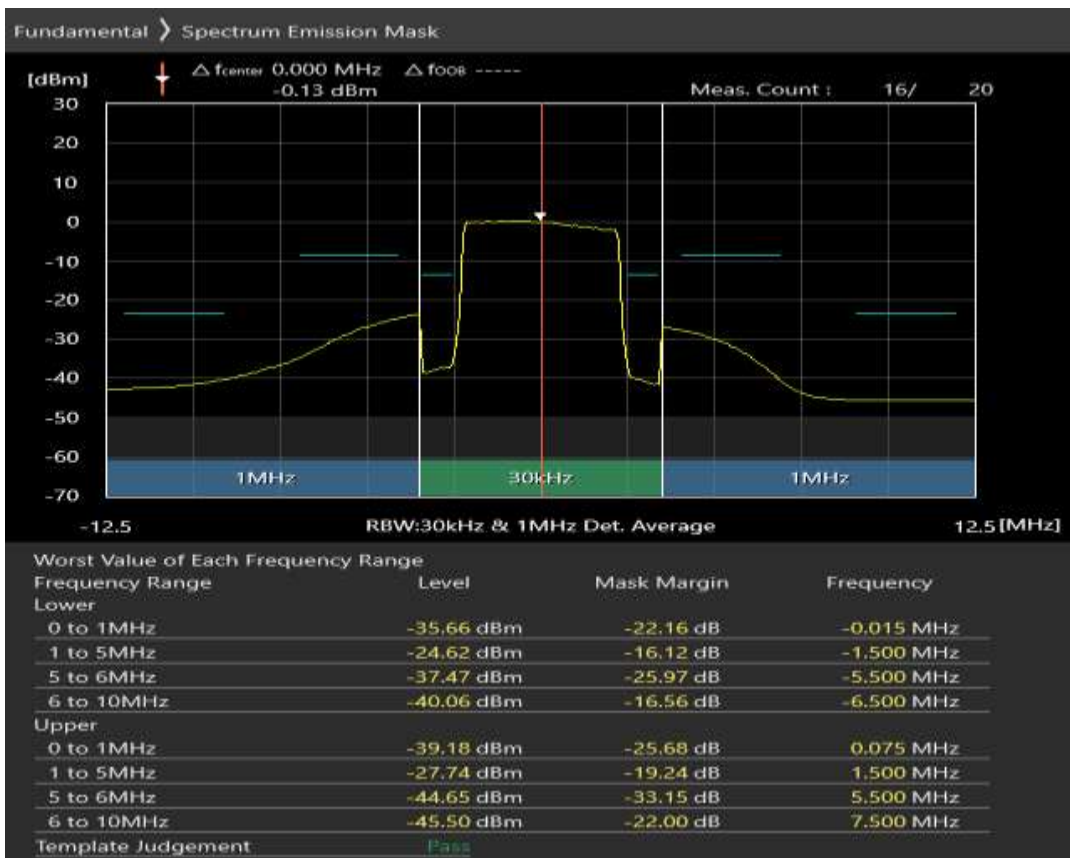 Fundamental ❯ Spectrum Emission Mask
[dBm] △ fcenter 0.000 MHz △ fOOB -----
-0.13 dBm Meas. Count : 16/ 20
30
20
10
0
-10
-20
-30
-40
-50
-60
1MHz 30kHz 1MHz
-70
-12.5 RBW:30kHz & 1MHz Det. Average 12.5 [MHz]
Worst Value of Each Frequency Range
Frequency Range Level Mask Margin Frequency
Lower
0 to 1MHz -35.66 dBm -22.16 dB -0.015 MHz
1 to 5MHz -24.62 dBm -16.12 dB -1.500 MHz
5 to 6MHz -37.47 dBm -25.97 dB -5.500 MHz
6 to 10MHz -40.06 dBm -16.56 dB -6.500 MHz
Upper
0 to 1MHz -39.18 dBm -25.68 dB 0.075 MHz
1 to 5MHz -27.74 dBm -19.24 dB 1.500 MHz
5 to 6MHz -44.65 dBm -33.15 dB 5.500 MHz
6 to 10MHz -45.50 dBm -22.00 dB 7.500 MHz
Template Judgement Pass